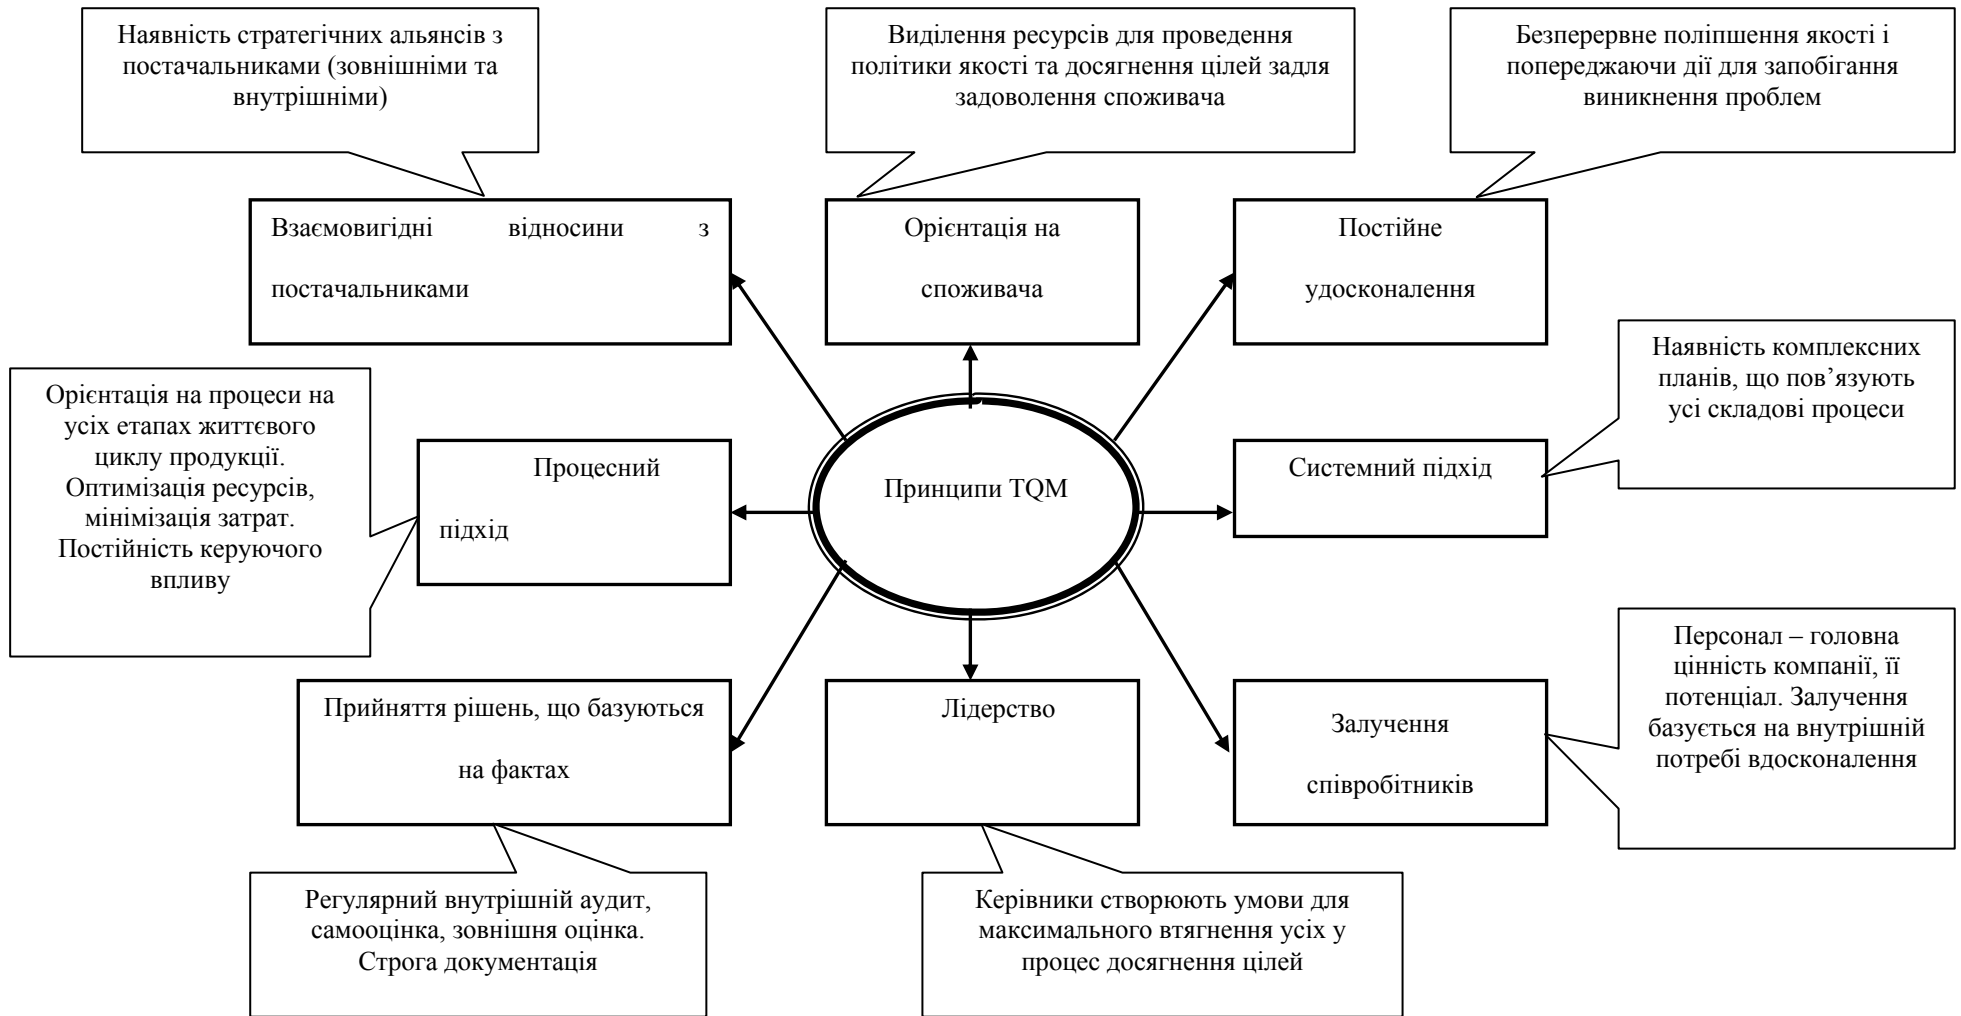 Наявність стратегічних альянсів з
постачальниками (зовнішніми та
внутрішніми)
Виділення ресурсів для проведення
політики якості та досягнення цілей задля
задоволення споживача
Безперервне поліпшення якості і
попереджаючи дії для запобігання
виникнення проблем
Взаємовигідні відносини з
постачальниками
Орієнтація на
споживача
Постійне
удосконалення
Орієнтація на процеси на
усіх етапах життєвого
циклу продукції.
Оптимізація ресурсів,
мінімізація затрат.
Постійність керуючого
впливу
Процесний
підхід
Принципи TQM
Системний підхід
Наявність комплексних
планів, що пов’язують
усі складові процеси
Прийняття рішень, що базуються
на фактах
Лідерство
Залучення
співробітників
Персонал – головна
цінність компанії, її
потенціал. Залучення
базується на внутрішній
потребі вдосконалення
Регулярний внутрішній аудит,
самооцінка, зовнішня оцінка.
Строга документація
Керівники створюють умови для
максимального втягнення усіх у
процес досягнення цілей